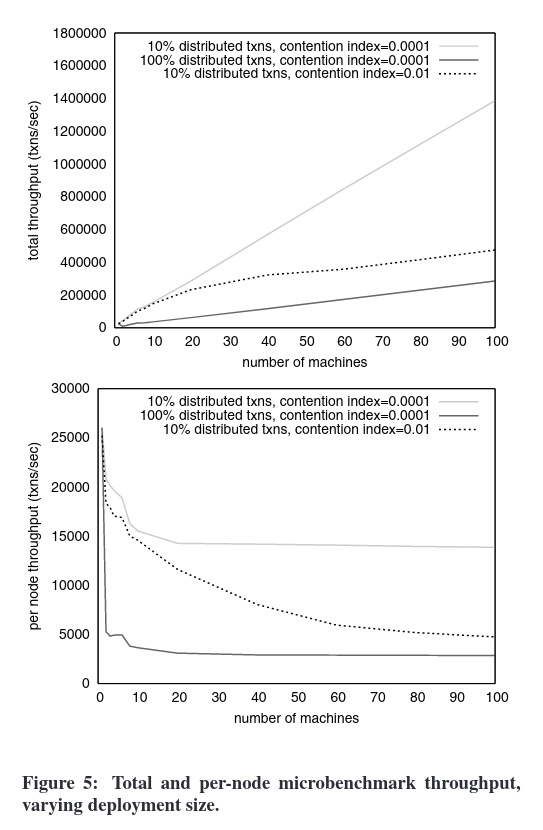 1800000
1600000
1400000
1200000
1000000
800000
600000
400000
200000
0
total throughput (txns/sec)
10% distributed txns, contention index=0.0001
100% distributed txns, contention index=0.0001
10% distributed txns, contention index=0.01
0 10 20 30 40 50 60 70 80 90 100
number of machines
30000
25000
20000
15000
10000
5000
0
per node throughput (txns/sec)
10% distributed txns, contention index=0.0001
100% distributed txns, contention index=0.0001
10% distributed txns, contention index=0.01
0 10 20 30 40 50 60 70 80 90 100
number of machines
Figure 5: Total and per-node microbenchmark throughput,
varying deployment size.